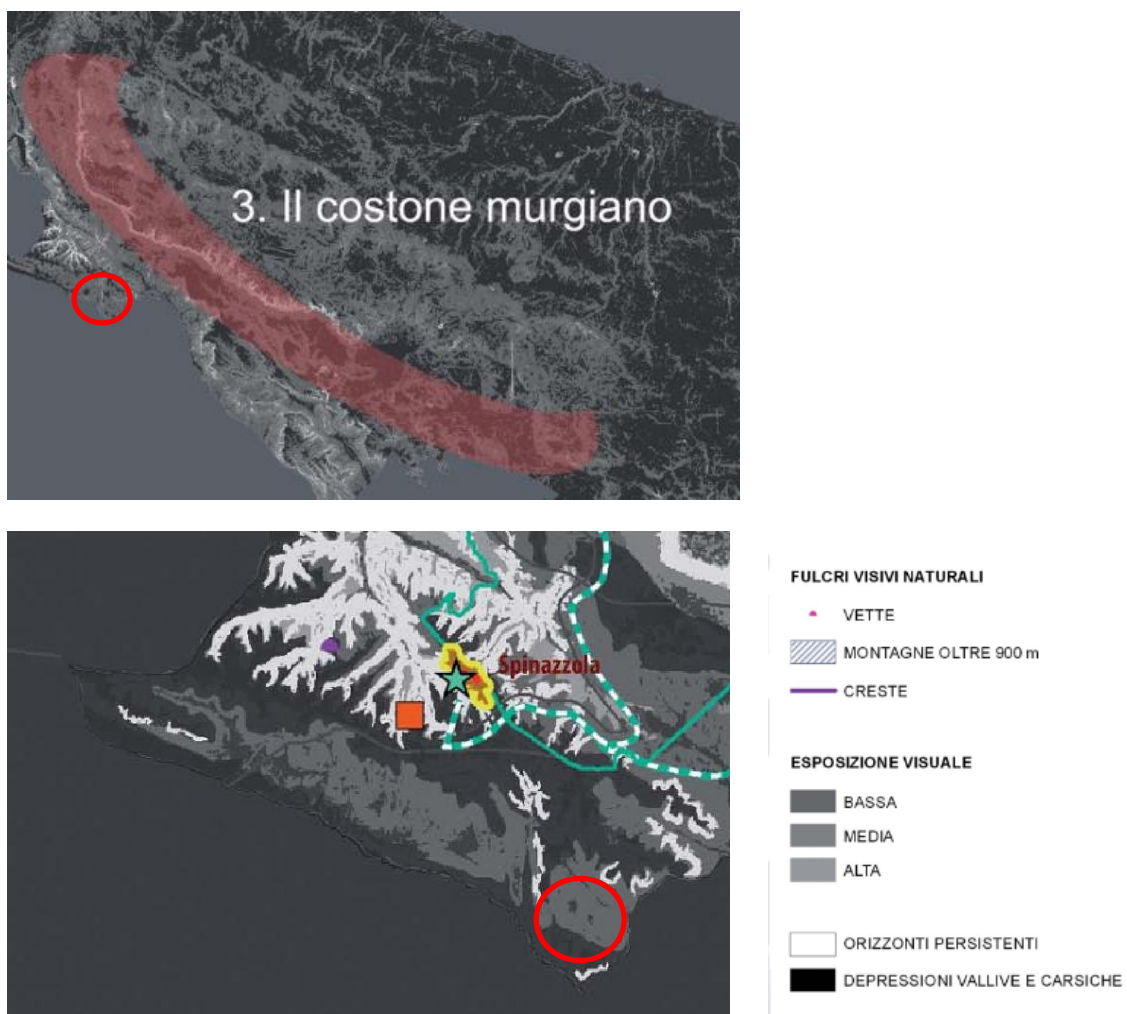 3. Il costone murgiano
Spinazzola
FULCRI VISIVI NATURALI
VETTE
MONTAGNE OLTRE 900 m
CRESTE
ESPOSIZIONE VISUALE
BASSA
MEDIA
ALTA
ORIZZONTI PERSISTENTI
DEPRESSIONI VALLIVE E CARSICHE